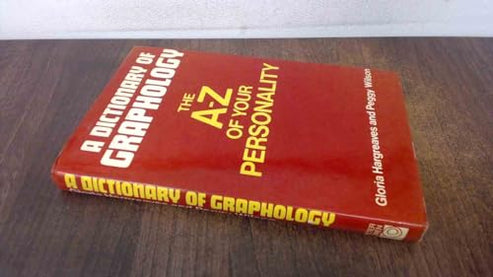 A DICTIONARY OF
GRAPHOLOGY
THE
A-Z
OF YOUR
PERSONALITY
Gloria Hargreaves and Peggy Wilson
A DICTIONARY OF GRAPHOLOGY